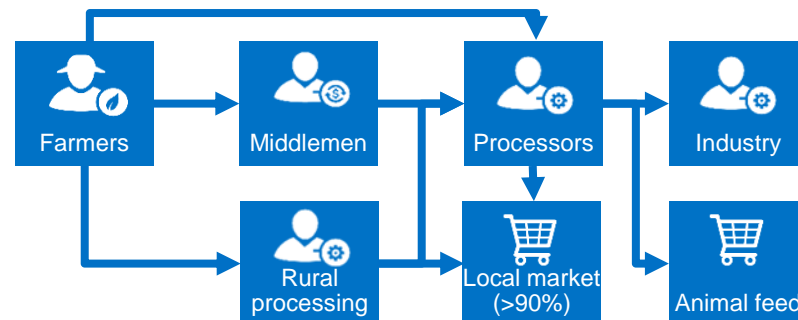 Farmers
Middlemen
Processors
Industry
Rural
processing
Local market
(>90%)
Animal feed